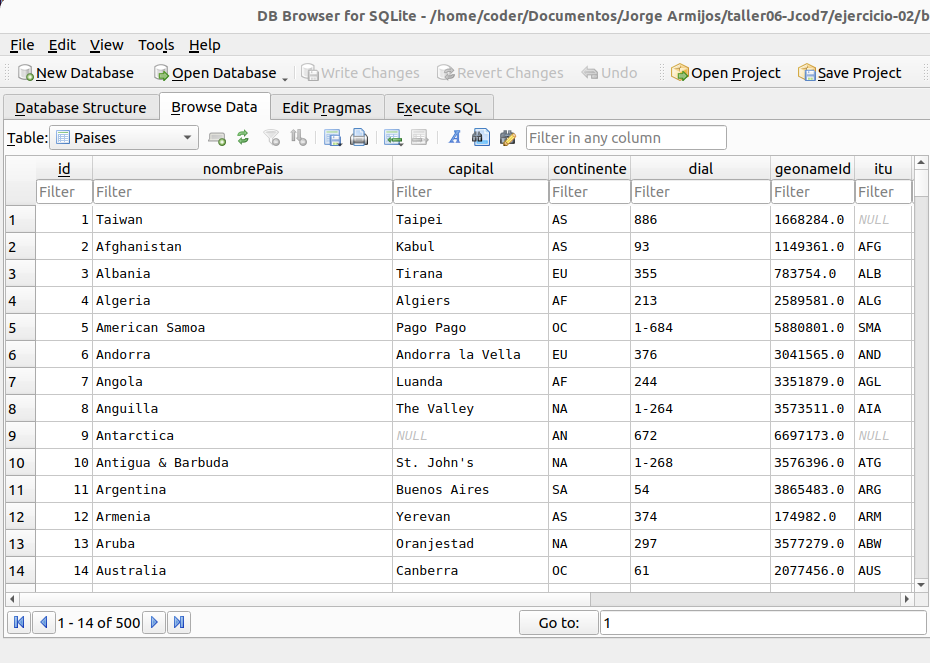 DB Browser for SQLite - /home/coder/Documentos/Jorge Armijos/taller06-Jcod7/ejercicio-02/b
File Edit View Tools Help
New Database Open Database Write Changes Revert Changes Undo Open Project Save Project
Database Structure Browse Data Edit Pragmas Execute SQL
Table: Paises Filter in any column
id nombrePais capital continente dial geonameId itu
Filter Filter Filter Filter Filter Filter Filter
1 1 Taiwan Taipei AS 886 1668284.0 NULL
2 2 Afghanistan Kabul AS 93 1149361.0 AFG
3 3 Albania Tirana EU 355 783754.0 ALB
4 4 Algeria Algiers AF 213 2589581.0 ALG
5 5 American Samoa Pago Pago OC 1-684 5880801.0 SMA
6 6 Andorra Andorra la Vella EU 376 3041565.0 AND
7 7 Angola Luanda AF 244 3351879.0 AGL
8 8 Anguilla The Valley NA 1-264 3573511.0 AIA
9 9 Antarctica NULL AN 672 6697173.0 NULL
10 10 Antigua & Barbuda St. John's NA 1-268 3576396.0 ATG
11 11 Argentina Buenos Aires SA 54 3865483.0 ARG
12 12 Armenia Yerevan AS 374 174982.0 ARM
13 13 Aruba Oranjestad NA 297 3577279.0 ABW
14 14 Australia Canberra OC 61 2077456.0 AUS
1 - 14 of 500 Go to: 1